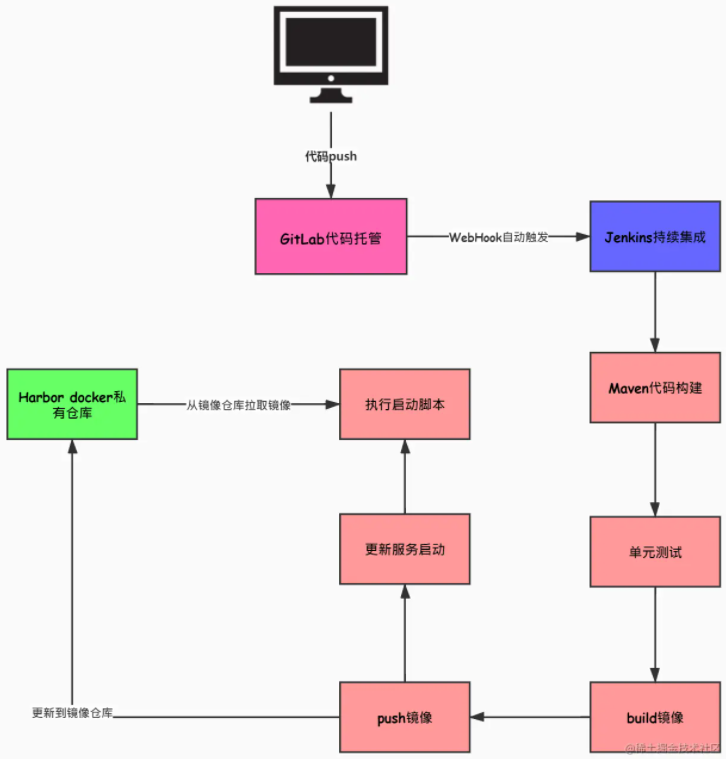 代码push
GitLab代码托管
WebHook自动触发
Jenkins持续集成
Maven代码构建
Harbor docker私
有仓库
从镜像仓库拉取镜像
执行启动脚本
更新服务启动
单元测试
更新到镜像仓库
push镜像
build镜像
@稀土掘金技术社区